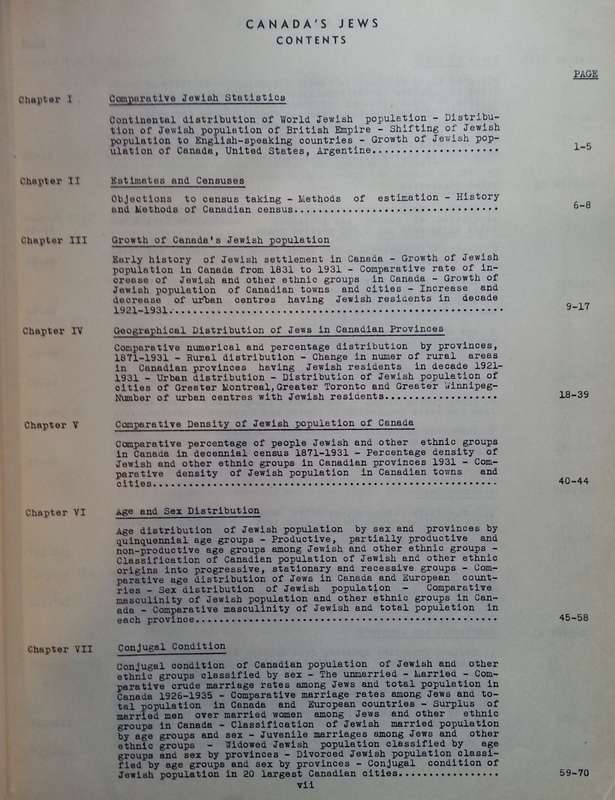 CANADA'S JEWS
CONTENTS
PAGE
Chapter I Comparative Jewish Statistics
Continental distribution of World Jewish population - Distribu-
tion of Jewish population of British Empire - Shifting of Jewish
population to English-speaking countries - Growth of Jewish pop-
ulation of Canada, United States, Argentine.................... 1-5
Chapter II Estimates and Censuses
Objections to census taking - Methods of estimation - History
and Methods of Canadian census................................ 6-8
Chapter III Growth of Canada's Jewish population
Early history of Jewish settlement in Canada - Growth of Jewish
population in Canada from 1831 to 1931 - Comparative rate of in-
crease of Jewish and other ethnic groups in Canada - Growth of
Jewish population of Canadian towns and cities - Increase and
decrease of urban centres having Jewish residents in decade
1921-1931..................................................... 9-17
Chapter IV Geographical Distribution of Jews in Canadian Provinces
Comparative numerical and percentage distribution by provinces,
1871-1931 - Rural distribution - Change in numer of rural areas
in Canadian provinces having Jewish residents in decade 1921-
1931 - Urban distribution - Distribution of Jewish population of
cities of Greater Montreal, Greater Toronto and Greater Winnipeg-
Number of urban centres with Jewish residents.................. 18-39
Chapter V Comparative Density of Jewish population of Canada
Comparative percentage of people Jewish and other ethnic groups
in Canada in decennial census 1871-1931 - Percentage density of
Jewish and other ethnic groups in Canadian provinces 1931 - Com-
parative density of Jewish population in Canadian towns and
cities....................................................... 40-44
Chapter VI Age and Sex Distribution
Age distribution of Jewish population by sex and provinces by
quinquennial age groups - Productive, partially productive and
non-productive age groups among Jewish and other ethnic groups -
Classification of Canadian population of Jewish and other ethnic
origins into progressive, stationary and recessive groups - Com-
parative age distribution of Jews in Canada and European count-
ries - Sex distribution of Jewish population - Comparative
masculinity of Jewish population and other ethnic groups in Can-
ada - Comparative masculinity of Jewish and total population in
each province................................................ 45-58
Chapter VII Conjugal Condition
Conjugal condition of Canadian population of Jewish and other
ethnic groups classified by sex - The unmarried - Married - Com-
parative crude marriage rates among Jews and total population in
Canada 1926-1935 - Comparative marriage rates among Jews and to-
tal population in Canada and European countries - Surplus of
married men over married women among Jews and other ethnic
groups in Canada - Classification of Jewish married population
by age groups and sex - Juvenile marriages among Jews and other
ethnic groups - Widowed Jewish population classified by age
groups and sex by provinces - Divorced Jewish population classi-
fied by age groups and sex by provinces - Conjugal condition of
Jewish population in 20 largest Canadian cities................ 59-70
vii